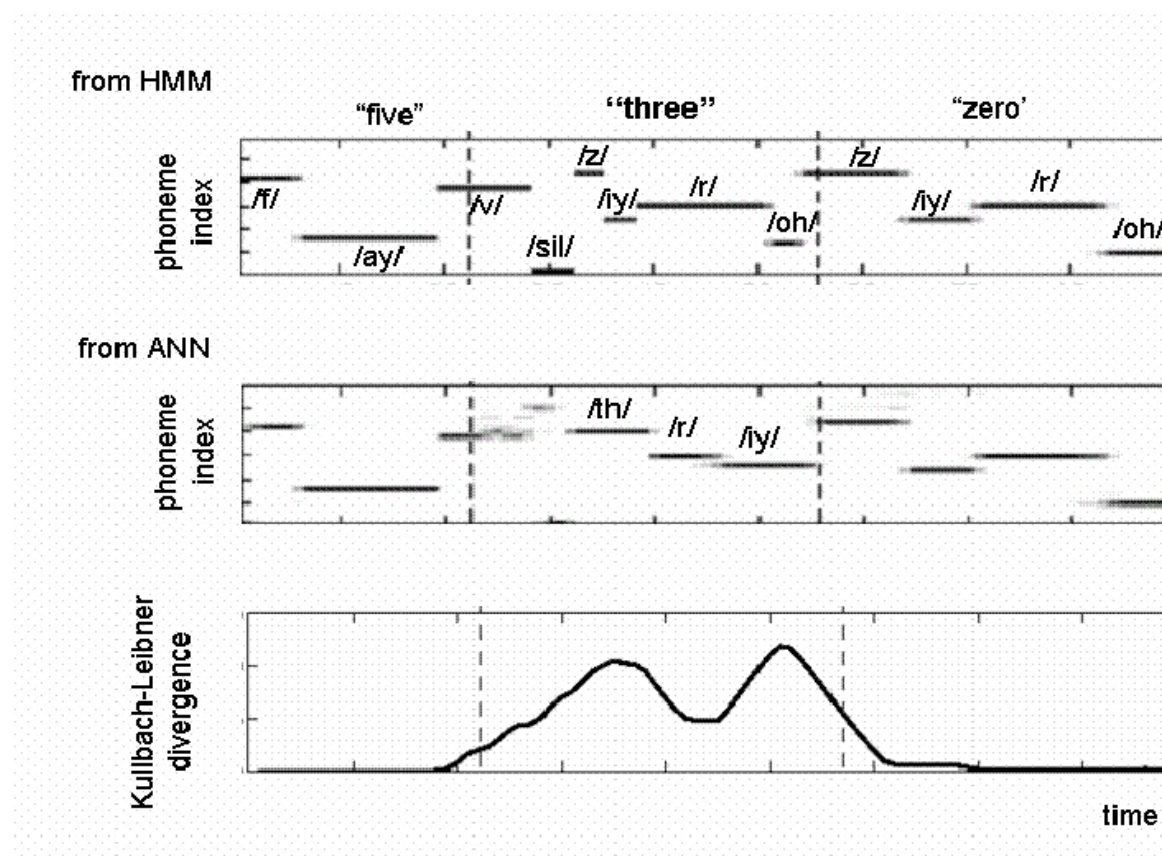 from HMM
“five” “three” “zero’
phoneme
index
/f/ /ay/ /v/ /sil/ /z/ /iy/ /r/ /oh/ /z/ /iy/ /r/ /oh/
from ANN
phoneme
index
/th/ /r/ /iy/
Kullbach-Leibner
divergence
time